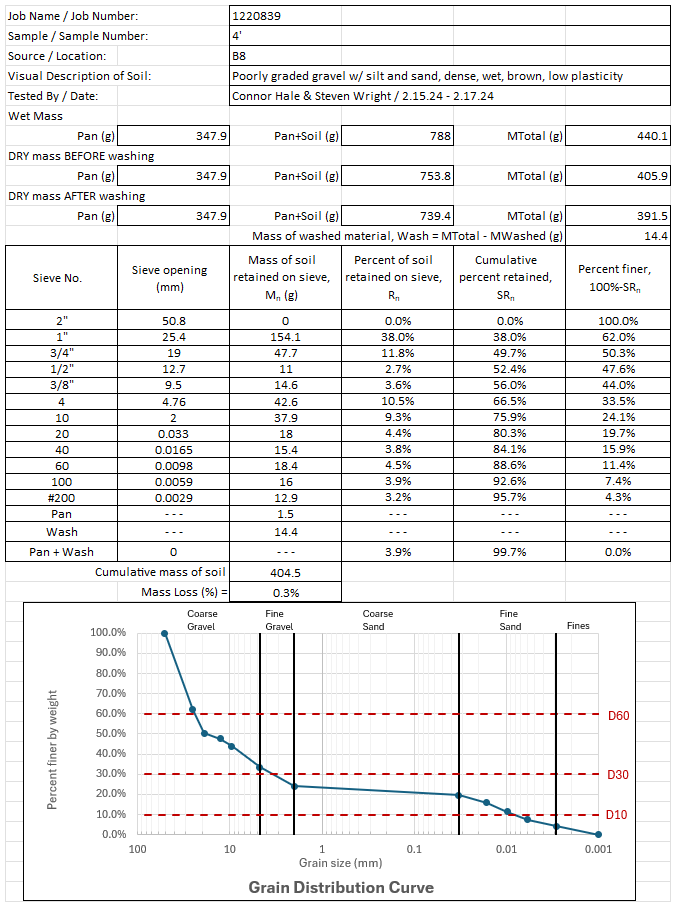 Job Name / Job Number: 1220839
Sample / Sample Number: 4'
Source / Location: B8
Visual Description of Soil: Poorly graded gravel w/ silt and sand, dense, wet, brown, low plasticity
Tested By / Date: Connor Hale & Steven Wright / 2.15.24 - 2.17.24
Wet Mass
Pan (g) 347.9 Pan+Soil (g) 788 MTotal (g) 440.1
DRY mass BEFORE washing
Pan (g) 347.9 Pan+Soil (g) 753.8 MTotal (g) 405.9
DRY mass AFTER washing
Pan (g) 347.9 Pan+Soil (g) 739.4 MTotal (g) 391.5
Mass of washed material, Wash = MTotal - MWashed (g) 14.4
Sieve No. Sieve opening (mm) Mass of soil retained on sieve, Mn (g) Percent of soil retained on sieve, Rn Cumulative percent retained, SRn Percent finer, 100%-SRn
2" 50.8 0 0.0% 0.0% 100.0%
1" 25.4 154.1 38.0% 38.0% 62.0%
3/4" 19 47.7 11.8% 49.7% 50.3%
1/2" 12.7 11 2.7% 52.4% 47.6%
3/8" 9.5 14.6 3.6% 56.0% 44.0%
4 4.76 42.6 10.5% 66.5% 33.5%
10 2 37.9 9.3% 75.9% 24.1%
20 0.033 18 4.4% 80.3% 19.7%
40 0.0165 15.4 3.8% 84.1% 15.9%
60 0.0098 18.4 4.5% 88.6% 11.4%
100 0.0059 16 3.9% 92.6% 7.4%
#200 0.0029 12.9 3.2% 95.7% 4.3%
Pan - - - 1.5 - - - - - - - - -
Wash - - - 14.4 - - - - - - - - -
Pan + Wash 0 - - - 3.9% 99.7% 0.0%
Cumulative mass of soil 404.5
Mass Loss (%) = 0.3%
Coarse Gravel Fine Gravel Coarse Sand Fine Sand Fines
100.0%
90.0%
80.0%
70.0%
60.0% D60
50.0%
40.0%
30.0% D30
20.0%
10.0% D10
0.0%
Percent finer by weight
100 10 1 0.1 0.01 0.001
Grain size (mm)
Grain Distribution Curve